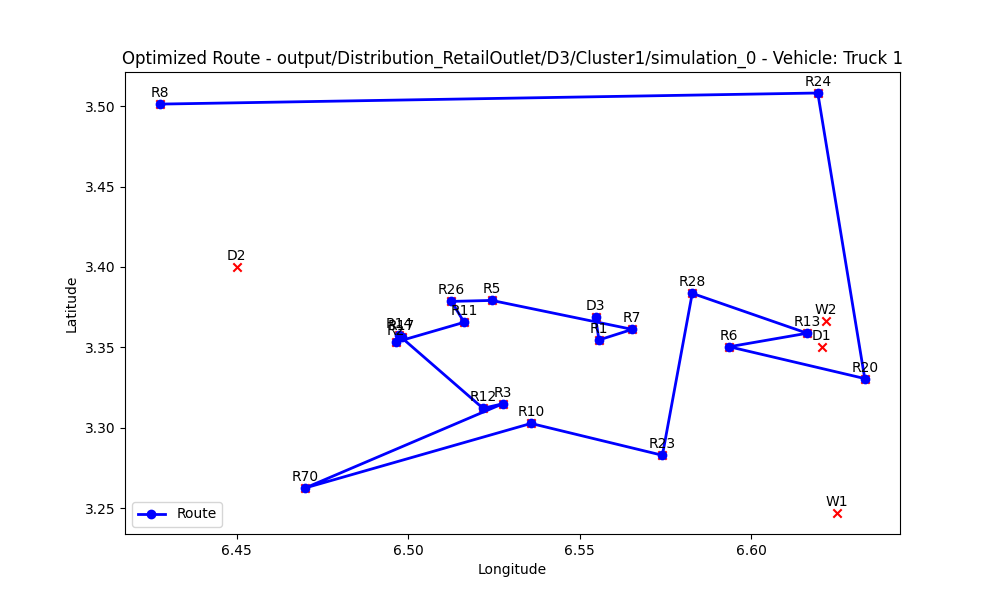 Optimized Route - output/Distribution_RetailOutlet/D3/Cluster1/simulation_0 - Vehicle: Truck 1
R24
R8
3.50
3.45
D2
3.40
R28
R26
R5
D3
W2
R11
R7
R13
R1
R6
D1
3.35
R20
R12
R3
R10
3.30
R23
R70
W1
3.25
Latitude
Route
6.45
6.50
6.55
6.60
Longitude